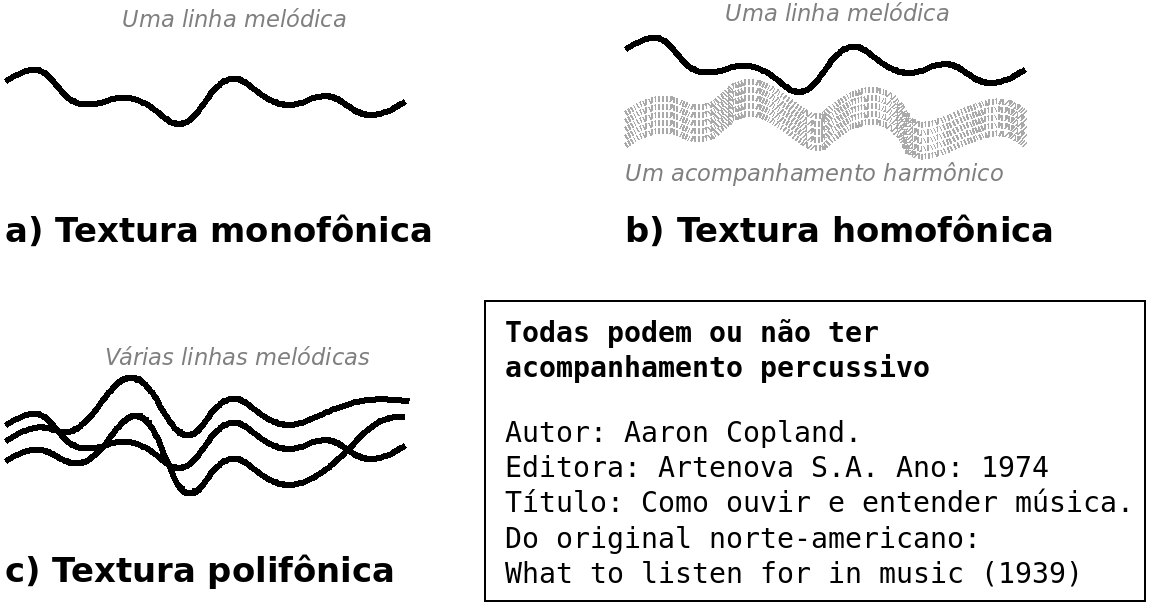 Uma linha melódica
a) Textura monofônica
Uma linha melódica
Um acompanhamento harmônico
b) Textura homofônica
Várias linhas melódicas
c) Textura polifônica
Todas podem ou não ter
acompanhamento percussivo
Autor: Aaron Copland.
Editora: Artenova S.A. Ano: 1974
Título: Como ouvir e entender música.
Do original norte-americano:
What to listen for in music (1939)